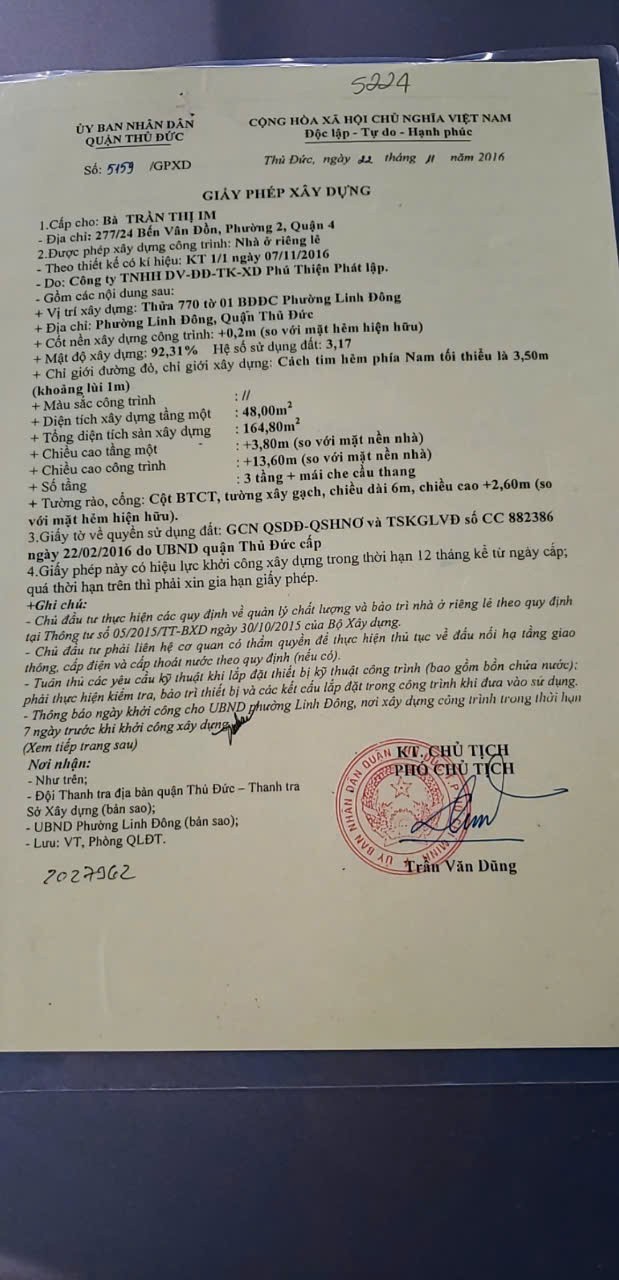 5224
ỦY BAN NHÂN DÂN
QUẬN THỦ ĐỨC
Số: 5159 /GPXD
CỘNG HÒA XÃ HỘI CHỦ NGHĨA VIỆT NAM
Độc lập - Tự do - Hạnh phúc
Thủ Đức, ngày 22 tháng 11 năm 2016
GIẤY PHÉP XÂY DỰNG
1.Cấp cho: Bà TRẦN THỊ IM
- Địa chỉ: 277/24 Bến Vân Đồn, Phường 2, Quận 4
2.Được phép xây dựng công trình: Nhà ở riêng lẻ
- Theo thiết kế có kí hiệu: KT 1/1 ngày 07/11/2016
- Do: Công ty TNHH DV-ĐĐ-TK-XD Phú Thiện Phát lập.
- Gồm các nội dung sau:
+ Vị trí xây dựng: Thửa 770 tờ 01 BĐĐC Phường Linh Đông
+ Địa chỉ: Phường Linh Đông, Quận Thủ Đức
+ Cốt nền xây dựng công trình: +0,2m (so với mặt hẻm hiện hữu)
+ Mật độ xây dựng: 92,31% Hệ số sử dụng đất: 3,17
+ Chỉ giới đường đỏ, chỉ giới xây dựng: Cách tim hẻm phía Nam tối thiểu là 3,50m
(khoảng lùi 1m)
+ Màu sắc công trình : //
+ Diện tích xây dựng tầng một : 48,00m²
+ Tổng diện tích sàn xây dựng : 164,80m²
+ Chiều cao tầng một : +3,80m (so với mặt nền nhà)
+ Chiều cao công trình : +13,60m (so với mặt nền nhà)
+ Số tầng : 3 tầng + mái che cầu thang
+ Tường rào, cổng: Cột BTCT, tường xây gạch, chiều dài 6m, chiều cao +2,60m (so
với mặt hẻm hiện hữu).
3.Giấy tờ về quyền sử dụng đất: GCN QSDĐ-QSHNƠ và TSKGLVĐ số CC 882386
ngày 22/02/2016 do UBND quận Thủ Đức cấp
4.Giấy phép này có hiệu lực khởi công xây dựng trong thời hạn 12 tháng kể từ ngày cấp;
quá thời hạn trên thì phải xin gia hạn giấy phép.
+Ghi chú:
- Chủ đầu tư thực hiện các quy định về quản lý chất lượng và bảo trì nhà ở riêng lẻ theo quy định
tại Thông tư số 05/2015/TT-BXD ngày 30/10/2015 của Bộ Xây dựng.
- Chủ đầu tư phải liên hệ cơ quan có thẩm quyền để thực hiện thủ tục về đấu nối hạ tầng giao
thông, cấp điện và cấp thoát nước theo quy định (nếu có).
- Tuân thủ các yêu cầu kỹ thuật khi lắp đặt thiết bị kỹ thuật công trình (bao gồm bồn chứa nước);
phải thực hiện kiểm tra, bảo trì thiết bị và các kết cấu lắp đặt trong công trình khi đưa vào sử dụng.
- Thông báo ngày khởi công cho UBND phường Linh Đông, nơi xây dựng công trình trong thời hạn
7 ngày trước khi khởi công xây dựng.
(Xem tiếp trang sau)
Nơi nhận:
- Như trên;
- Đội Thanh tra địa bàn quận Thủ Đức – Thanh tra
Sở Xây dựng (bản sao);
- UBND Phường Linh Đông (bản sao);
- Lưu: VT, Phòng QLĐT.
2027962
KT. CHỦ TỊCH
PHÓ CHỦ TỊCH
Trần Văn Dũng